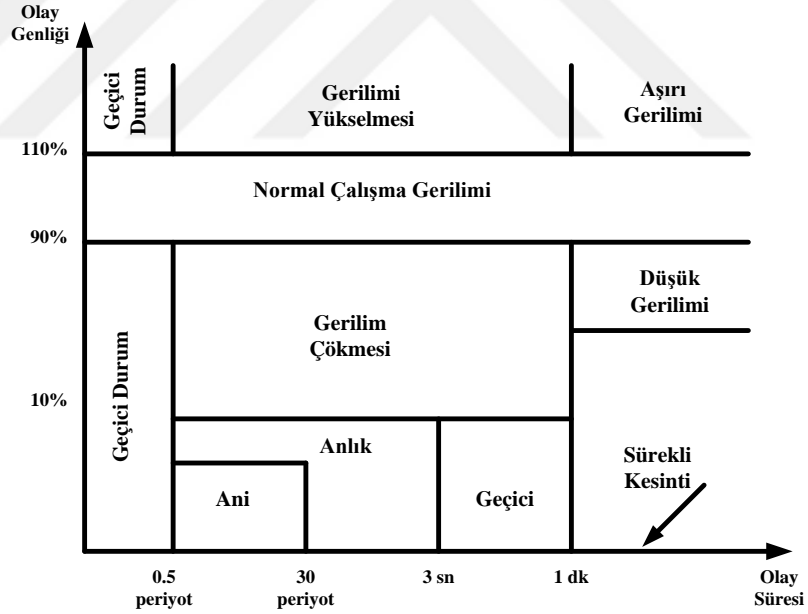 Olay
Genliği
Geçici
Durum
Gerilimi
Yükselmesi
Aşırı
Gerilimi
110%
Normal Çalışma Gerilimi
90%
Düşük
Gerilimi
Gerilim
Çökmesi
Geçici Durum
10%
Anlık
Sürekli
Kesinti
Ani
Geçici
0.5
periyot
30
periyot
3 sn
1 dk
Olay
Süresi